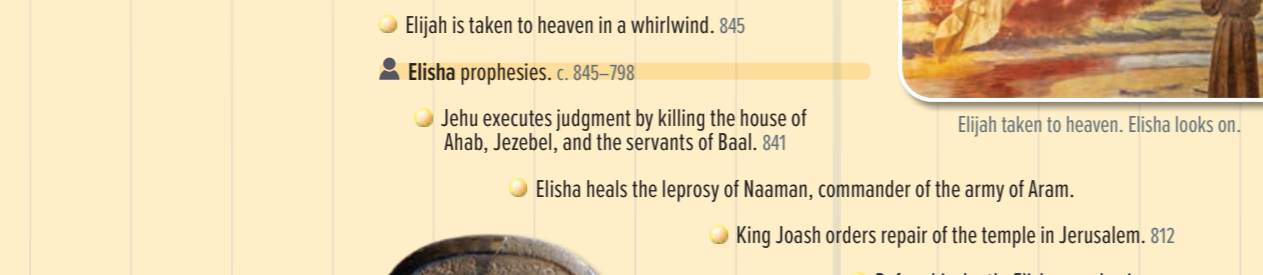 Elijah is taken to heaven in a whirlwind. 845
Elisha prophesies. c. 845–798
Jehu executes judgment by killing the house of
Ahab, Jezebel, and the servants of Baal. 841
Elijah taken to heaven. Elisha looks on.
Elisha heals the leprosy of Naaman, commander of the army of Aram.
King Joash orders repair of the temple in Jerusalem. 812